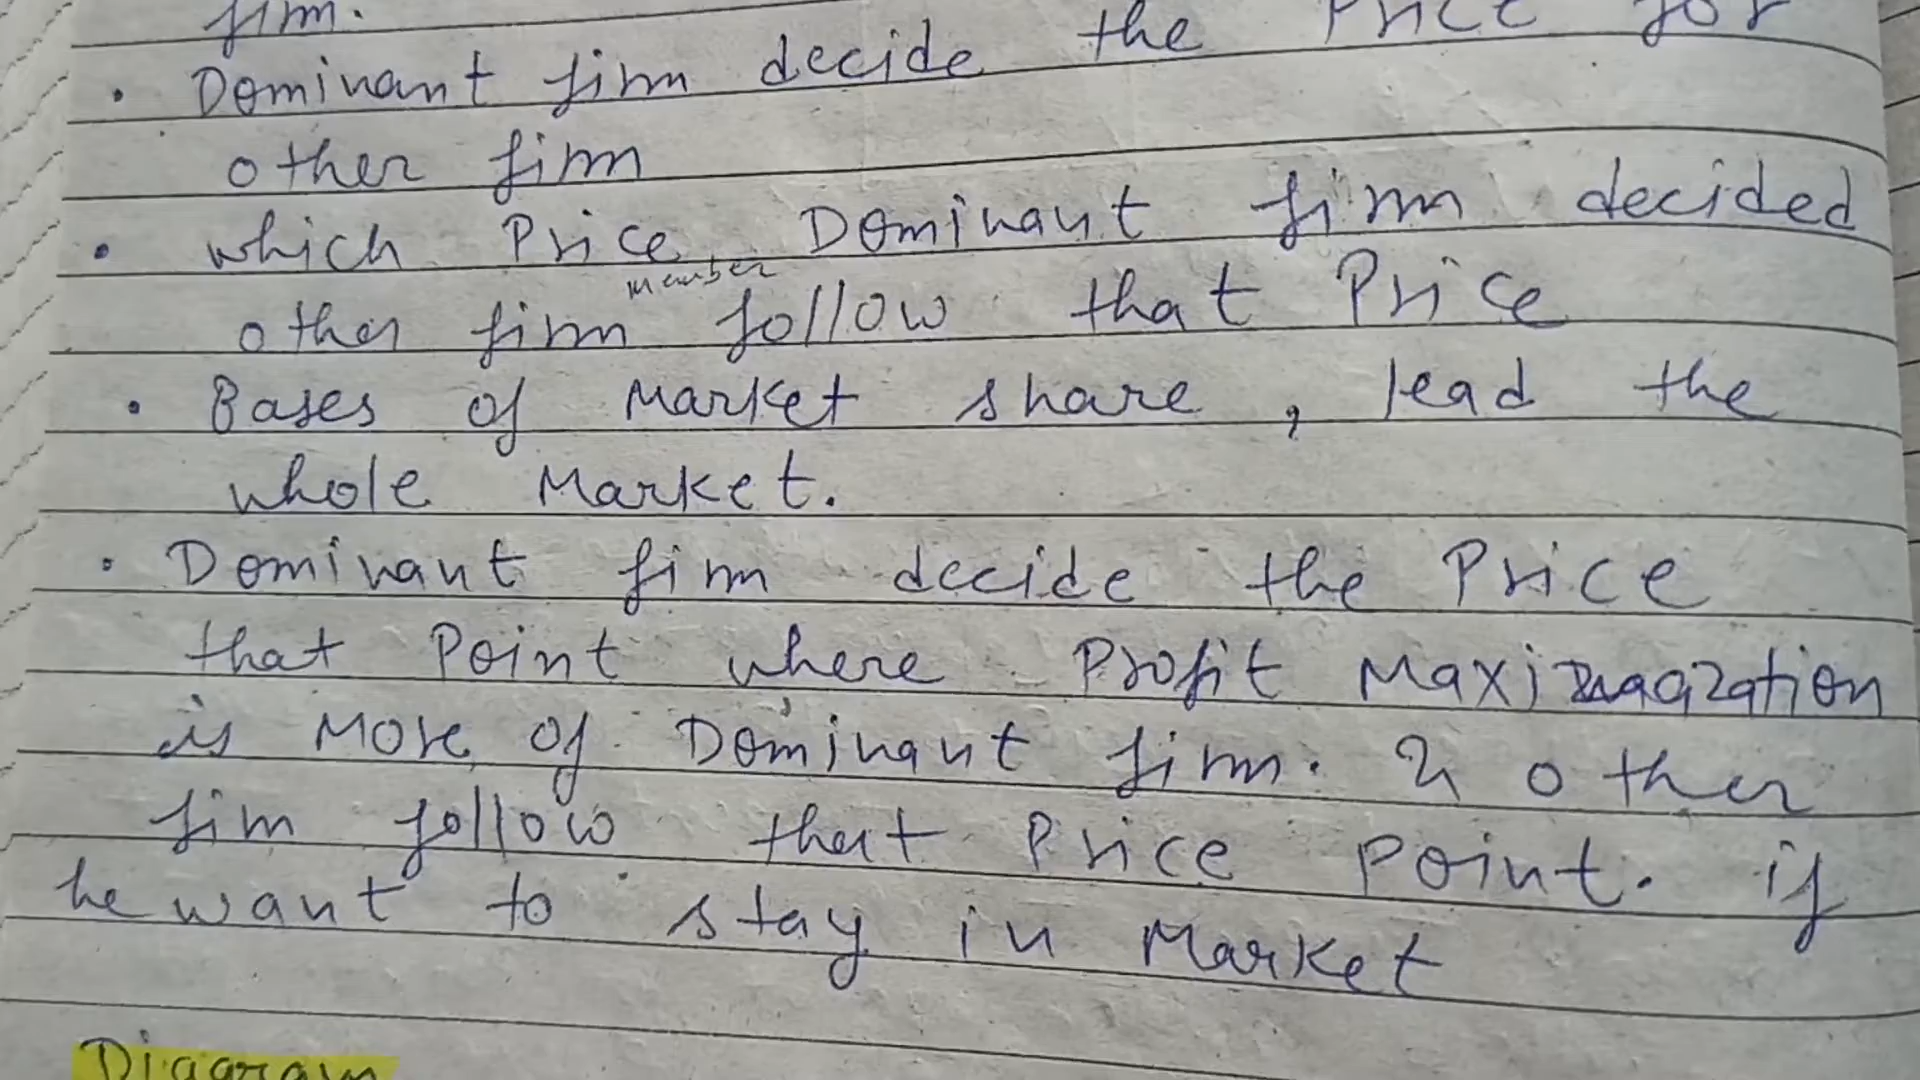 firm.
• Dominant firm decide the Price for
other firm
• which Price Dominant firm decided
member
other firm follow that Price
• Bases of Market share, lead the
whole Market.
• Dominant firm decide the Price
that Point where Profit
is More of Dominant firm. & other
firm follow that Price Point. if
he want to stay in Market
Diagram